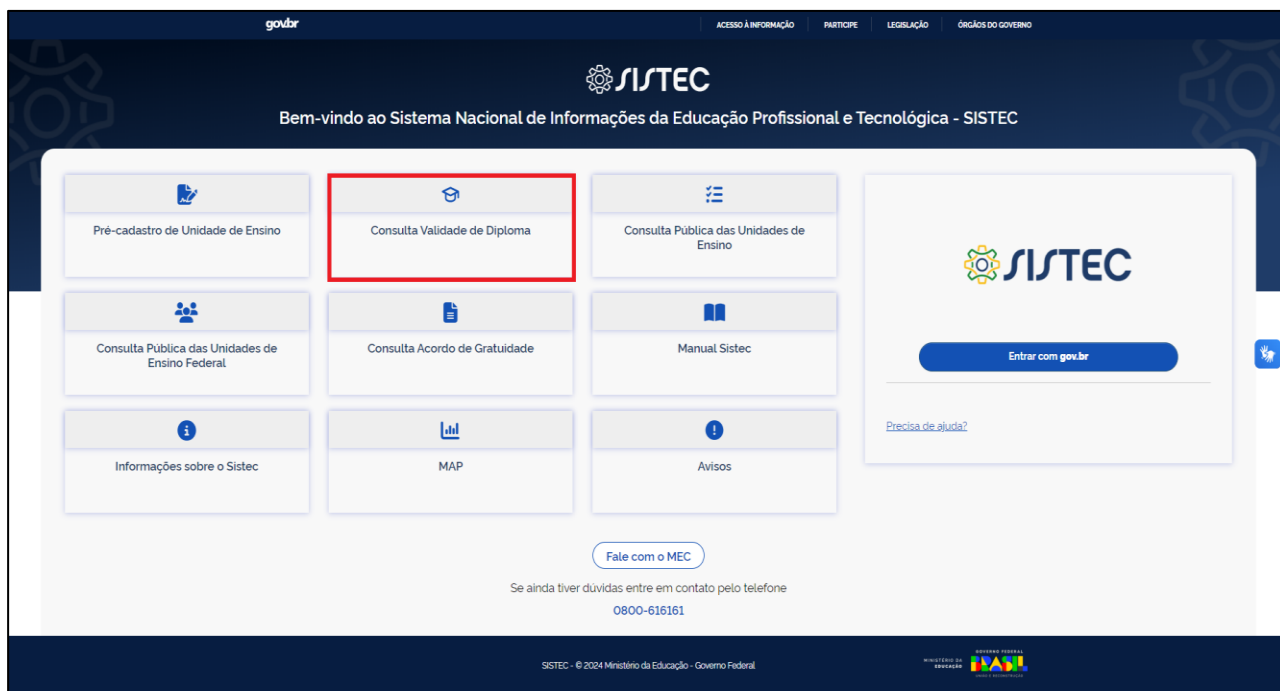 gov.br
ACESSO À INFORMAÇÃO
PARTICIPE
LEGISLAÇÃO
ÓRGÃOS DO GOVERNO
SISTEC
Bem-vindo ao Sistema Nacional de Informações da Educação Profissional e Tecnológica - SISTEC
Pré-cadastro de Unidade de Ensino
Consulta Validade de Diploma
Consulta Pública das Unidades de
Ensino
Consulta Pública das Unidades de
Ensino Federal
Consulta Acordo de Gratuidade
Manual Sistec
Informações sobre o Sistec
MAP
Avisos
SISTEC
Entrar com gov.br
Precisa de ajuda?
Fale com o MEC
Se ainda tiver dúvidas entre em contato pelo telefone
0800-616161
SISTEC - © 2024 Ministério da Educação - Governo Federal
MINISTÉRIO DA
EDUCAÇÃO
GOVERNO FEDERAL
BRASIL
UNIÃO E RECONSTRUÇÃO